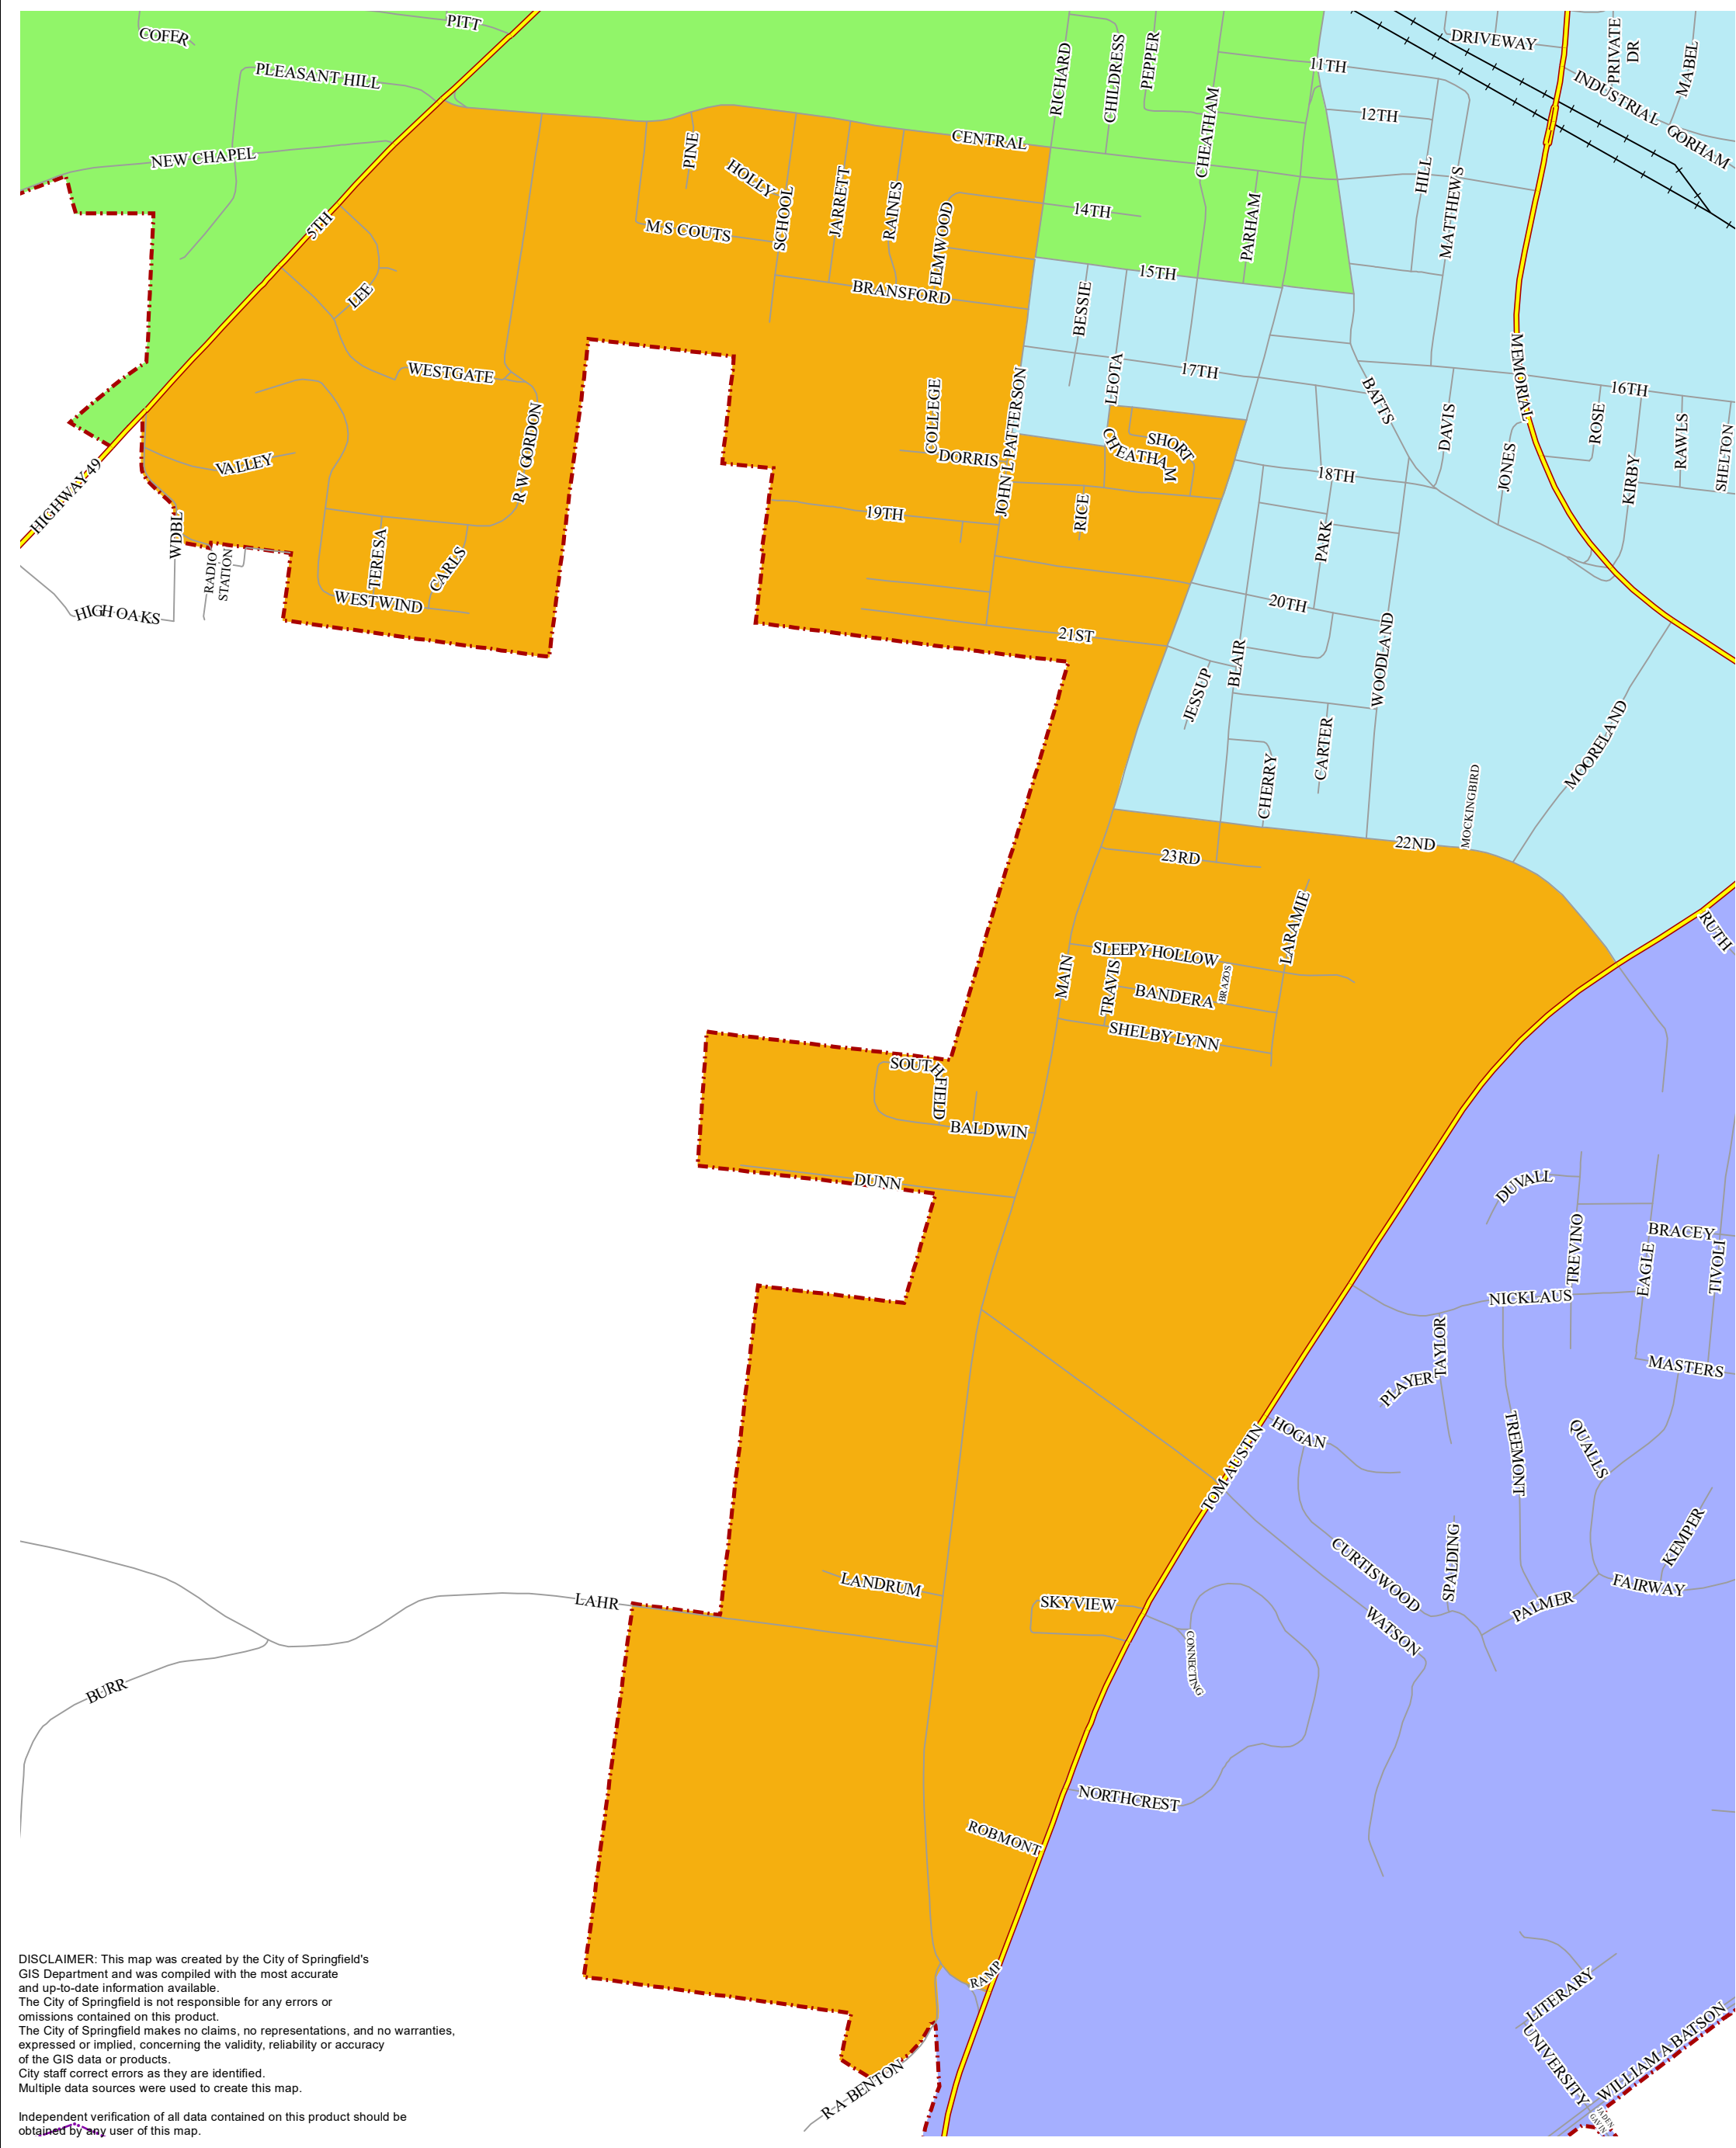 COFER
PITT
PLEASANT HILL
NEW CHAPEL
5TH
HIGHWAY 49
RICHARD
CHILDRESS
PEPPER
CHEATHAM
11TH
12TH
DRIVEWAY
PRIVATE
DR
MABEL
INDUSTRIAL
GORHAM
CENTRAL
PINE
HOLLY
SCHOOL
JARRETT
RAINES
ELMWOOD
M S COUTS
BRANSFORD
14TH
PARHAM
15TH
HILL
MATTHEWS
LEE
WESTGATE
R W GORDON
VALLEY
WDBL
RADIO
STATION
TERESA
CARLS
WESTWIND
HIGH OAKS
BESSIE
LEOTA
17TH
16TH
MEMORIAL
BATTS
DAVIS
JONES
ROSE
KIRBY
RAWLS
SHELTON
COLLEGE
DORRIS
JOHN L PATTERSON
CHEATHAM
SHORT
RICE
18TH
19TH
PARK
20TH
21ST
BLAIR
JESSUP
WOODLAND
CARTER
CHERRY
MOORELAND
MOCKINGBIRD
22ND
23RD
RUTH
LARAMIE
SLEEPY HOLLOW
MAIN
TRAVIS
BANDERA
BRAZOS
SHELBY LYNN
SOUTHFIELD
BALDWIN
DUNN
DUVALL
TREVINO
BRACEY
EAGLE
TIVOLI
NICKLAUS
TAYLOR
PLAYER
MASTERS
HOGAN
TOM AUSTIN
TREEMONT
QUALLS
KEMPER
CURTISWOOD
SPALDING
FAIRWAY
PALMER
WATSON
LANDRUM
LAHR
SKYVIEW
CONNECTING
BURR
NORTHCREST
ROBMONT
RAMP
R A BENTON
LITERARY
UNIVERSITY
WILLIAM A BATSON
JADEN
GAVIN
DISCLAIMER: This map was created by the City of Springfield's
GIS Department and was compiled with the most accurate
and up-to-date information available.
The City of Springfield is not responsible for any errors or
omissions contained on this product.
The City of Springfield makes no claims, no representations, and no warranties,
expressed or implied, concerning the validity, reliability or accuracy
of the GIS data or products.
City staff correct errors as they are identified.
Multiple data sources were used to create this map.
Independent verification of all data contained on this product should be
obtained by any user of this map.